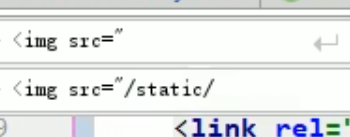 <img src="
<img src="/static/
<link rel="